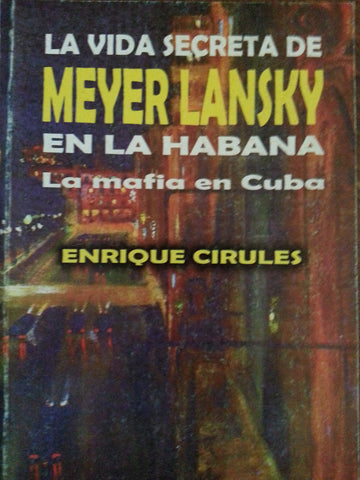 LA VIDA SECRETA DE
MEYER LANSKY
EN LA HABANA
La mafia en Cuba
ENRIQUE CIRULES